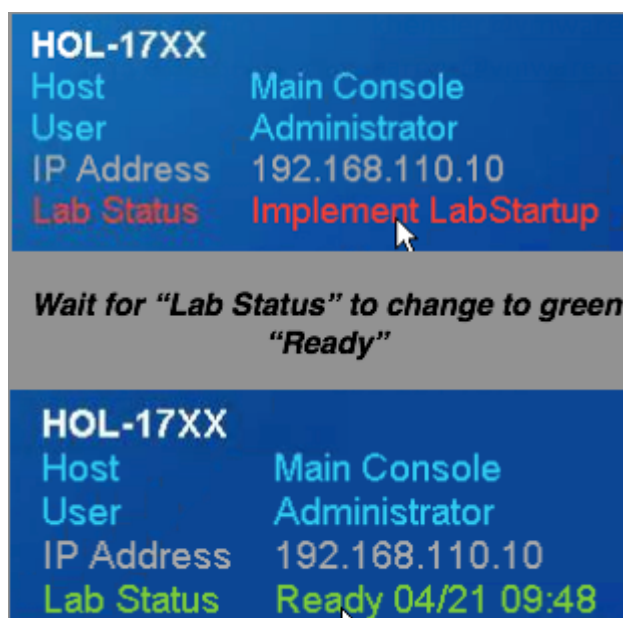 HOL-17XX
Host Main Console
User Administrator
IP Address 192.168.110.10
Lab Status Implement LabStartup
Wait for “Lab Status” to change to green
“Ready”
HOL-17XX
Host Main Console
User Administrator
IP Address 192.168.110.10
Lab Status Ready 04/21 09:48